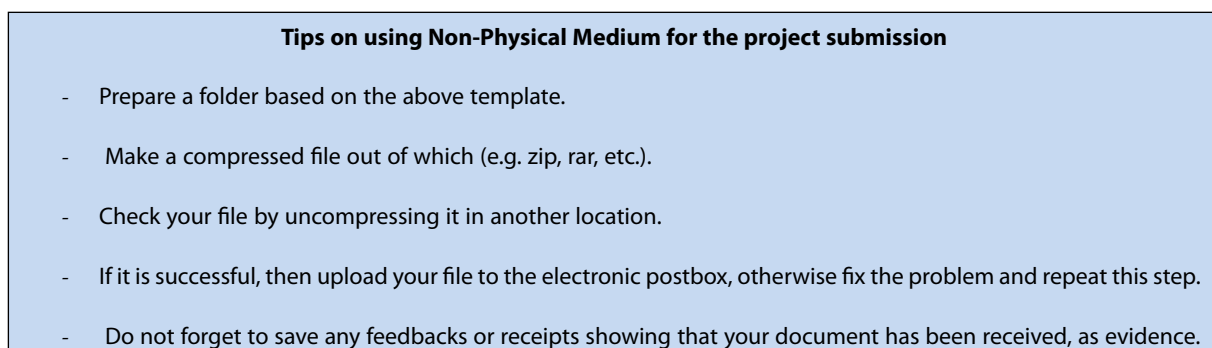 Tips on using Non-Physical Medium for the project submission
- Prepare a folder based on the above template.
- Make a compressed file out of which (e.g. zip, rar, etc.).
- Check your file by uncompressing it in another location.
- If it is successful, then upload your file to the electronic postbox, otherwise fix the problem and repeat this step.
- Do not forget to save any feedbacks or receipts showing that your document has been received, as evidence.